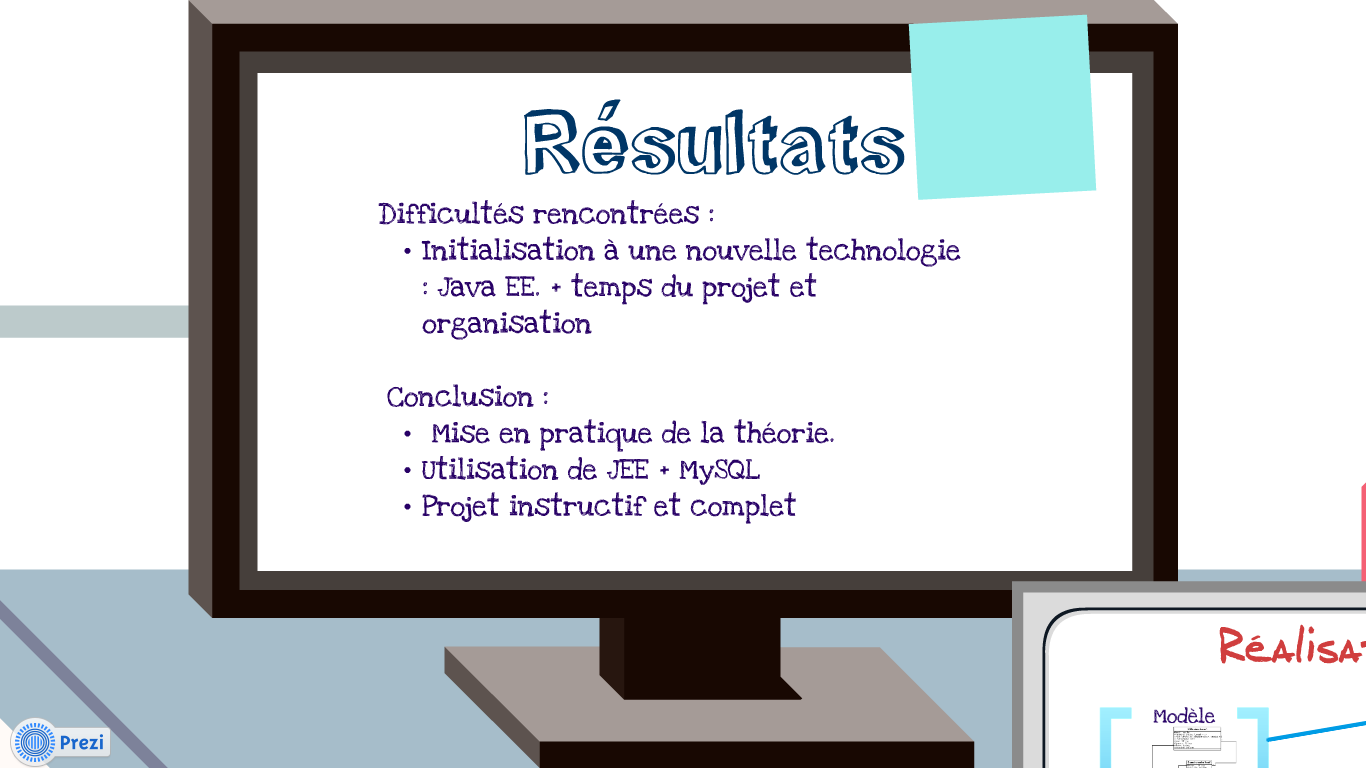 Résultats
Difficultés rencontrées :
• Initialisation à une nouvelle technologie
: Java EE. + temps du projet et
organisation
Conclusion :
• Mise en pratique de la théorie.
• Utilisation de JEE + MySQL
• Projet instructif et complet
Réalisat
Modèle
Prezi